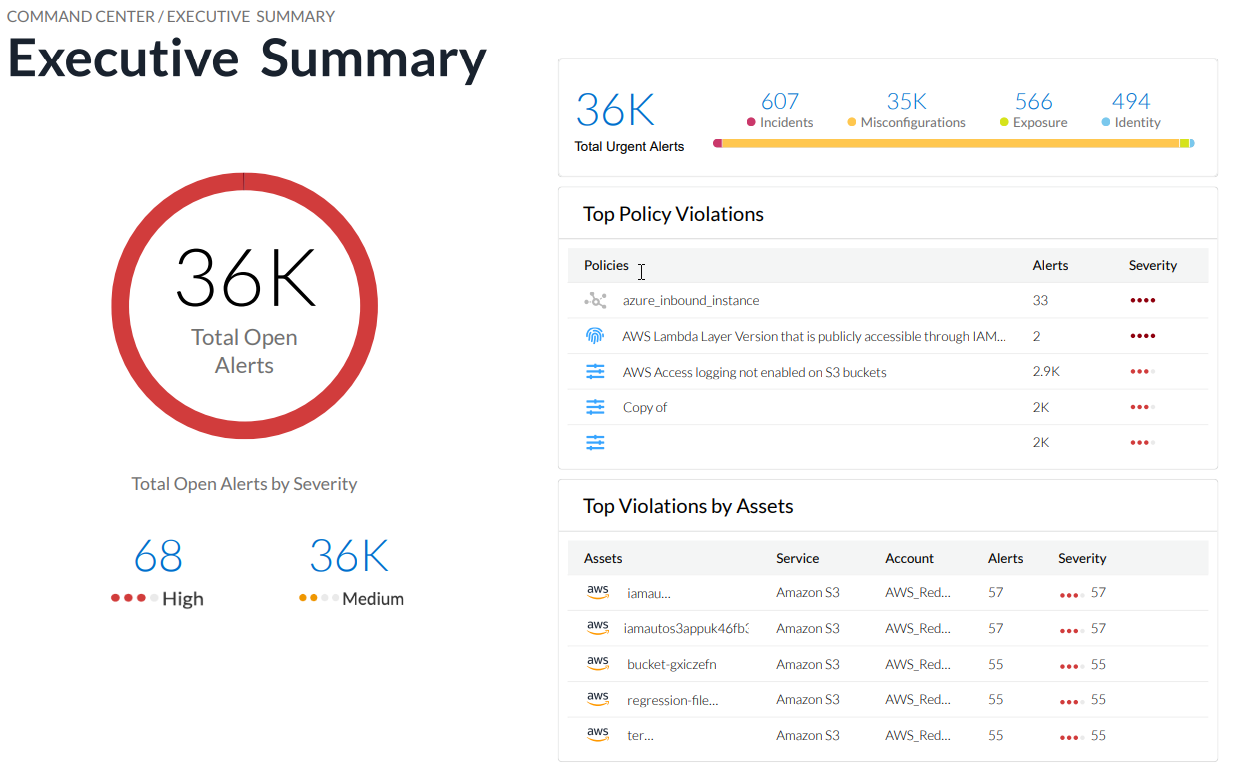 COMMAND CENTER / EXECUTIVE SUMMARY
Executive Summary
36K
Total Open
Alerts
Total Open Alerts by Severity
68
High
36K
Medium
36K
Total Urgent Alerts
607
Incidents
35K
Misconfigurations
566
Exposure
494
Identity
Top Policy Violations
Policies Alerts Severity
azure_inbound_instance 33
AWS Lambda Layer Version that is publicly accessible through IAM... 2
AWS Access logging not enabled on S3 buckets 2.9K
Copy of 2K
2K
Top Violations by Assets
Assets Service Account Alerts Severity
aws iamau... Amazon S3 AWS_Red... 57 57
aws iamautos3appuk46fb3 Amazon S3 AWS_Red... 57 57
aws bucket-gxiczefn Amazon S3 AWS_Red... 55 55
aws regression-file... Amazon S3 AWS_Red... 55 55
aws ter... Amazon S3 AWS_Red... 55 55